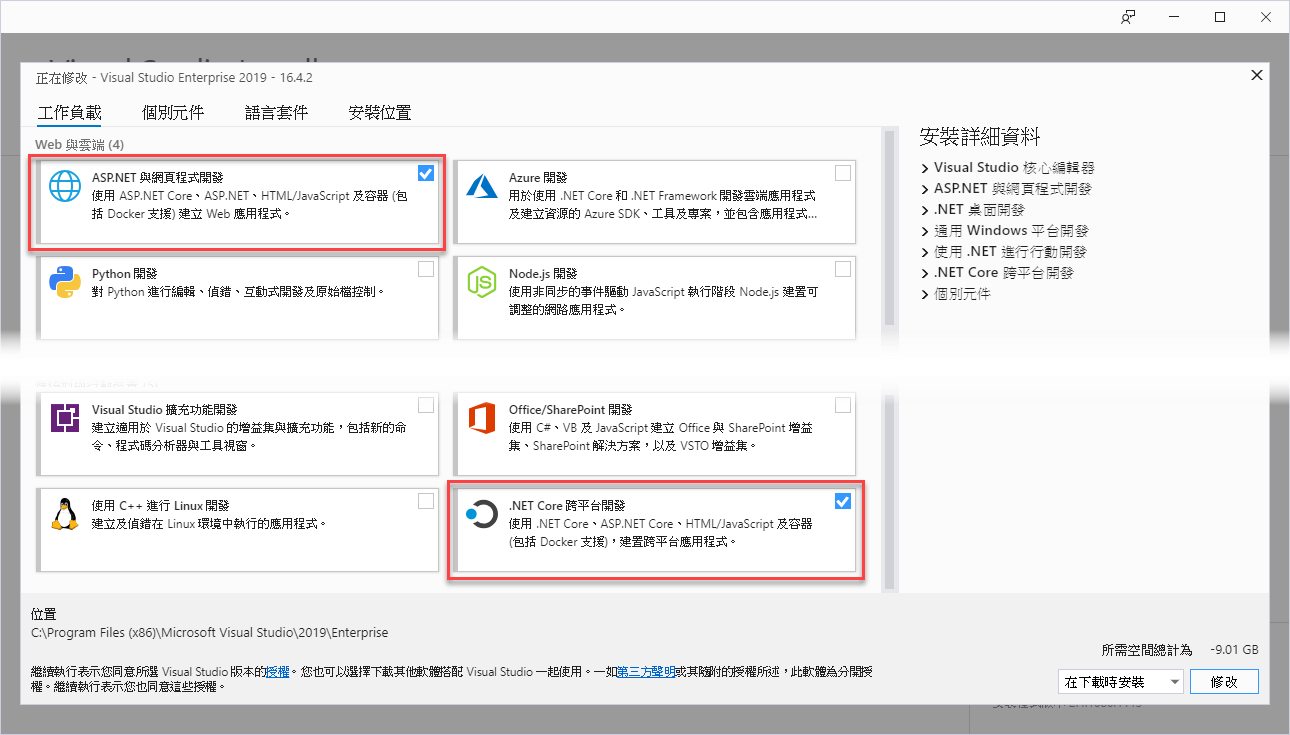 正在修改 - Visual Studio Enterprise 2019 - 16.4.2
工作負載 個別元件 語言套件 安裝位置
Web 與雲端 (4)
ASP.NET 與網頁程式開發
使用 ASP.NET Core、ASP.NET、HTML/JavaScript 及容器 (包
括 Docker 支援) 建立 Web 應用程式。
Azure 開發
用於使用 .NET Core 和 .NET Framework 開發雲端應用程式
及建立資源的 Azure SDK、工具及專案，並包含應用程式...
Python 開發
對 Python 進行編輯、偵錯、互動式開發及原始檔控制。
Node.js 開發
使用非同步的事件驅動 JavaScript 執行階段 Node.js 建置可
調整的網路應用程式。
Visual Studio 擴充功能開發
建立適用於 Visual Studio 的增益集與擴充功能，包括新的命
令、程式碼分析器與工具視窗。
Office/SharePoint 開發
使用 C#、VB 及 JavaScript 建立 Office 與 SharePoint 增益
集、SharePoint 解決方案，以及 VSTO 增益集。
使用 C++ 進行 Linux 開發
建立及偵錯在 Linux 環境中執行的應用程式。
.NET Core 跨平台開發
使用 .NET Core、ASP.NET Core、HTML/JavaScript 及容器
(包括 Docker 支援)，建置跨平台應用程式。
安裝詳細資料
Visual Studio 核心編輯器
ASP.NET 與網頁程式開發
.NET 桌面開發
通用 Windows 平台開發
使用 .NET 進行行動開發
.NET Core 跨平台開發
個別元件
位置
C:\Program Files (x86)\Microsoft Visual Studio\2019\Enterprise
繼續執行表示您同意所選 Visual Studio 版本的授權。您也可以選擇下載其他軟體搭配 Visual Studio 一起使用。一如第三方聲明或其隨附的授權所述，此軟體為分開授
權。繼續執行表示您也同意這些授權。
所需空間總計為 -9.01 GB
在下載時安裝 修改